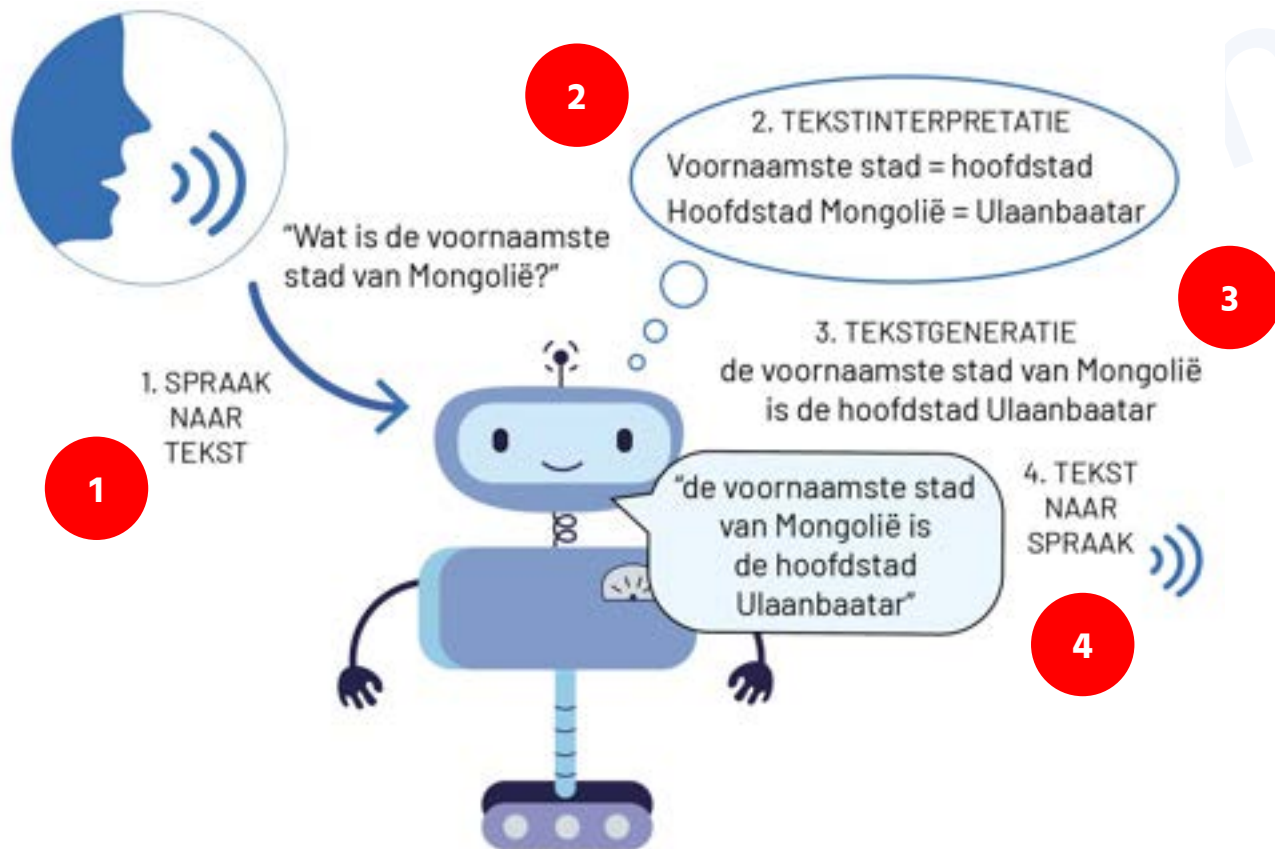 "Wat is de voornaamste
stad van Mongolië?"
1. SPRAAK
NAAR
TEKST
1
2
2. TEKSTINTERPRETATIE
Voornaamste stad = hoofdstad
Hoofdstad Mongolië = Ulaanbaatar
3
3. TEKSTGENERATIE
de voornaamste stad van Mongolië
is de hoofdstad Ulaanbaatar
"de voornaamste stad
van Mongolië is
de hoofdstad
Ulaanbaatar"
4. TEKST
NAAR
SPRAAK
4